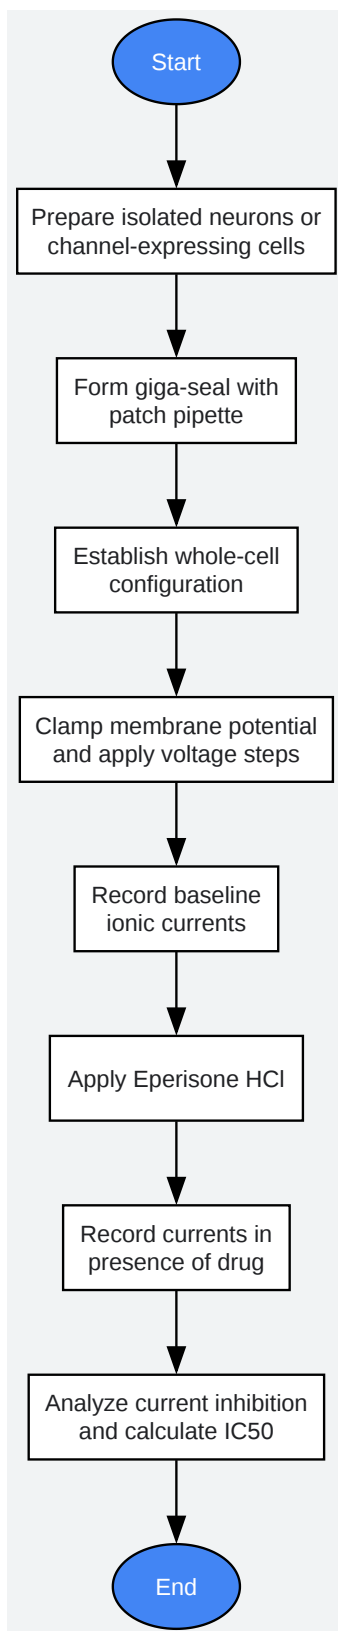 Start
Prepare isolated neurons or
channel-expressing cells
Form giga-seal with
patch pipette
Establish whole-cell
configuration
Clamp membrane potential
and apply voltage steps
Record baseline
ionic currents
Apply Eperisone HCl
Record currents in
presence of drug
Analyze current inhibition
and calculate IC50
End